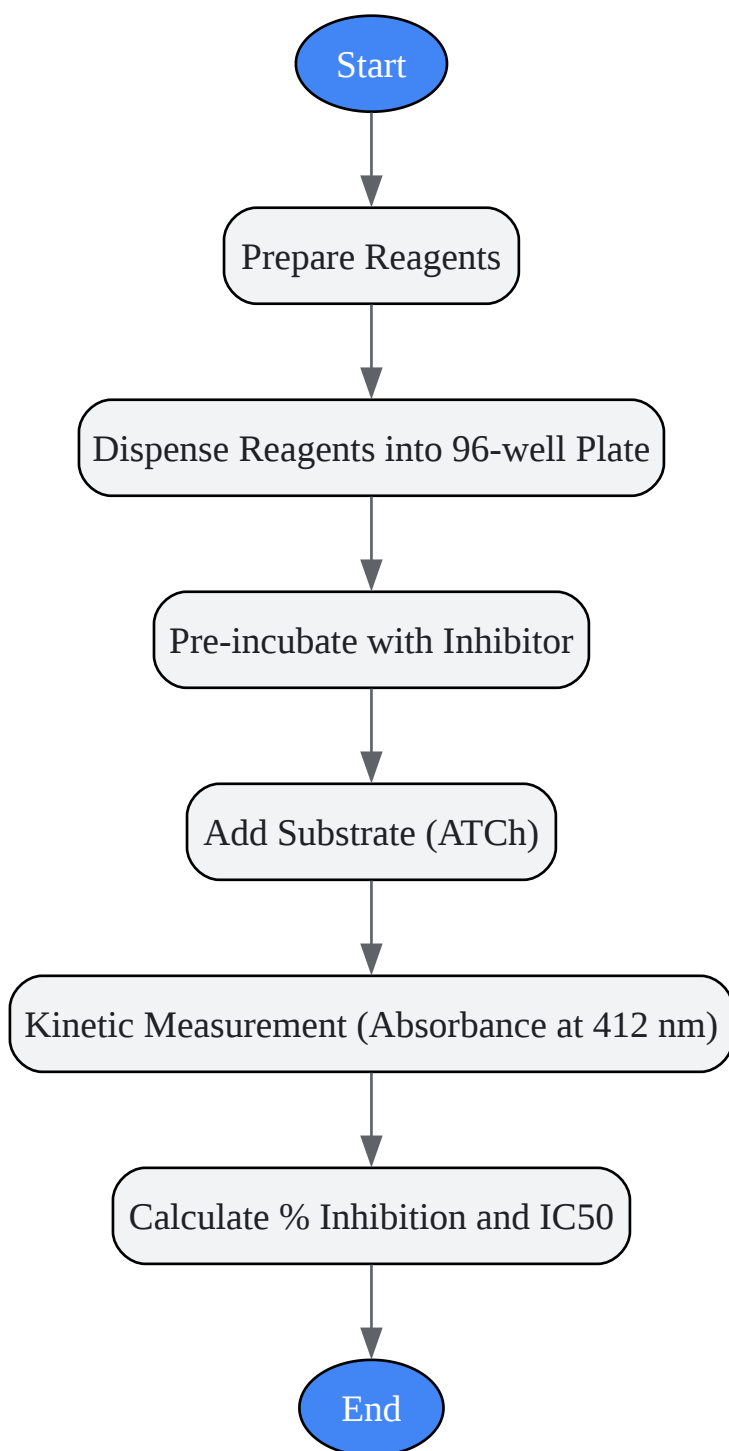 Start
Prepare Reagents
Dispense Reagents into 96-well Plate
Pre-incubate with Inhibitor
Add Substrate (ATCh)
Kinetic Measurement (Absorbance at 412 nm)
Calculate % Inhibition and IC50
End